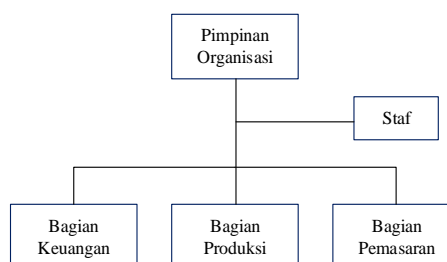 Pimpinan
Organisasi
Staf
Bagian
Keuangan
Bagian
Produksi
Bagian
Pemasaran